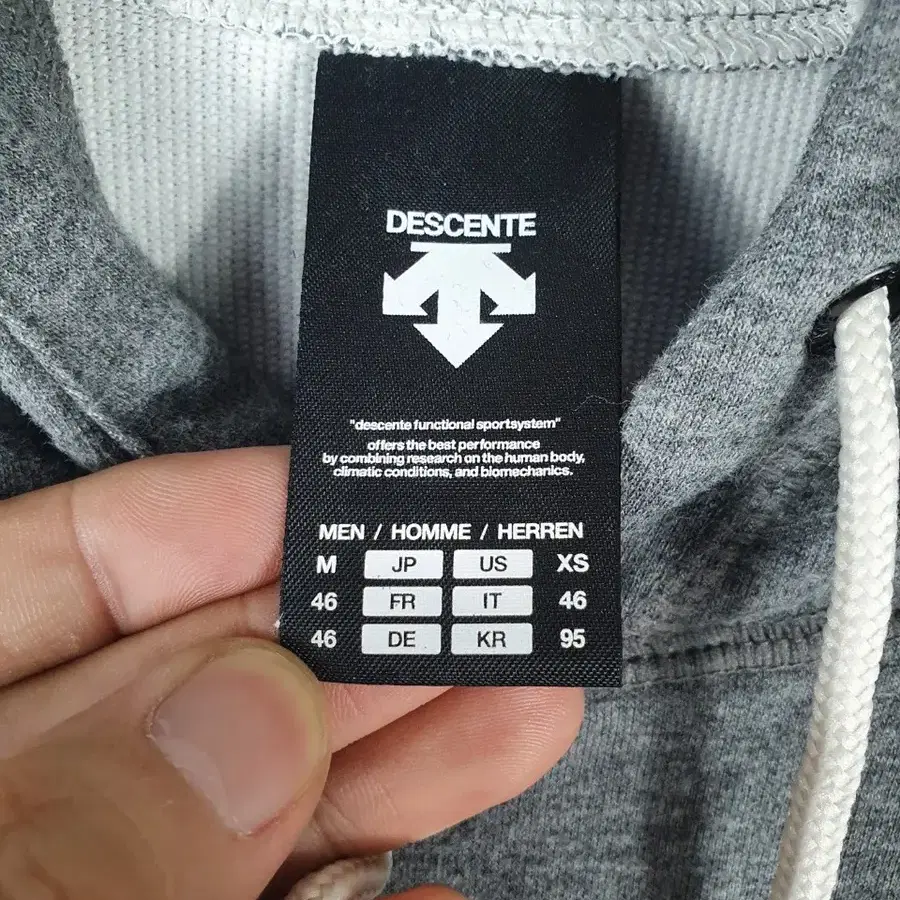 DESCENTE
"descente functional sportsystem"
offers the best performance
by combining research on the human body,
climatic conditions, and biomechanics.
MEN / HOMME / HERREN
M JP US XS
46 FR IT 46
46 DE KR 95